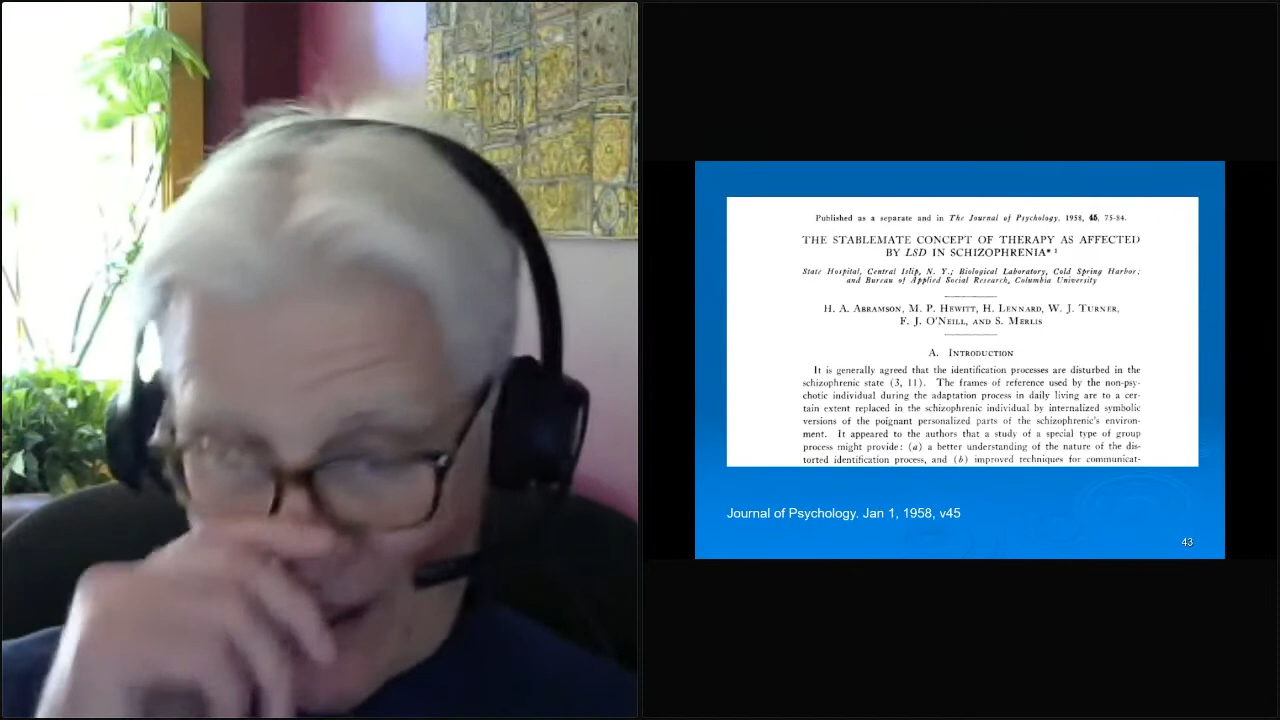 Published as a separate and in The Journal of Psychology, 1958, 45, 75-84.
THE STABLEMATE CONCEPT OF THERAPY AS AFFECTED
BY LSD IN SCHIZOPHRENIA* 1
State Hospital, Central Islip, N. Y.; Biological Laboratory, Cold Spring Harbor;
and Bureau of Applied Social Research, Columbia University
H. A. ABRAMSON, M. P. HEWITT, H. LENNARD, W. J. TURNER,
F. J. O'NEILL, AND S. MERLIS
A. INTRODUCTION
It is generally agreed that the identification processes are disturbed in the
schizophrenic state (3, 11). The frames of reference used by the non-psy-
chotic individual during the adaptation process in daily living are to a cer-
tain extent replaced in the schizophrenic individual by internalized symbolic
versions of the poignant personalized parts of the schizophrenic's environ-
ment. It appeared to the authors that a study of a special type of group
process might provide: (a) a better understanding of the nature of the dis-
torted identification process, and (b) improved techniques for communicat-
Journal of Psychology. Jan 1, 1958, v45
43